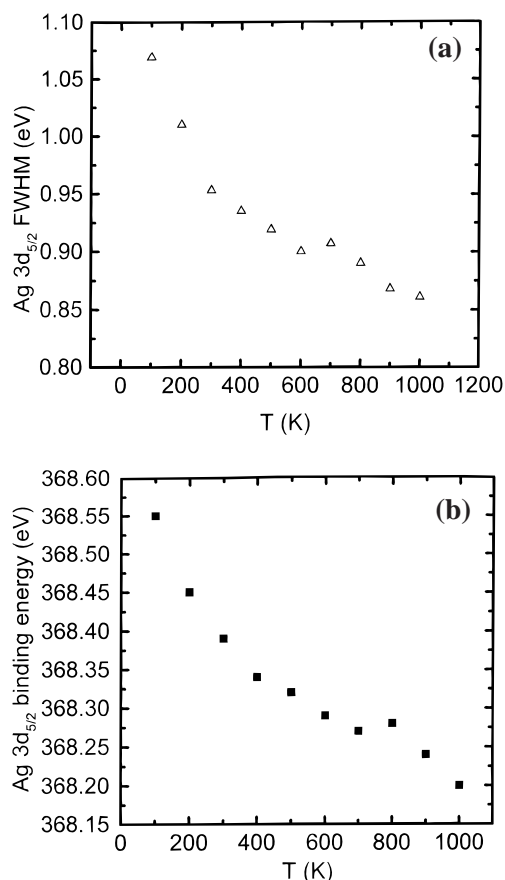 1.10
(a)
1.05
1.00
0.95
0.90
0.85
0.80
Ag 3d5/2 FWHM (eV)
0 200 400 600 800 1000 1200
T (K)
368.60
(b)
368.55
368.50
368.45
368.40
368.35
368.30
368.25
368.20
368.15
Ag 3d5/2 binding energy (eV)
0 200 400 600 800 1000
T (K)